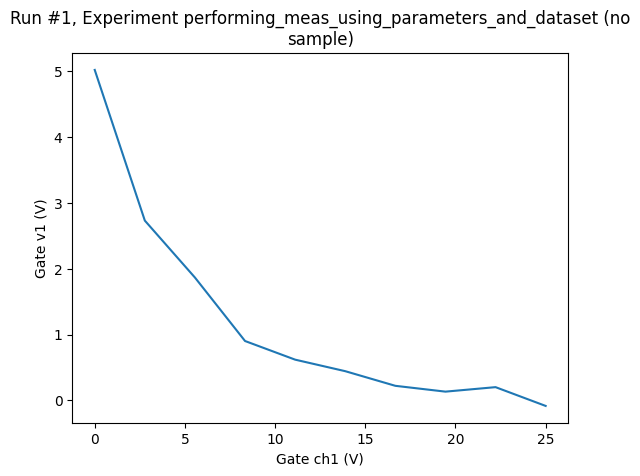 Run #1, Experiment performing_meas_using_parameters_and_dataset (no
sample)
5
4
3
2
1
0
Gate v1 (V)
0 5 10 15 20 25
Gate ch1 (V)